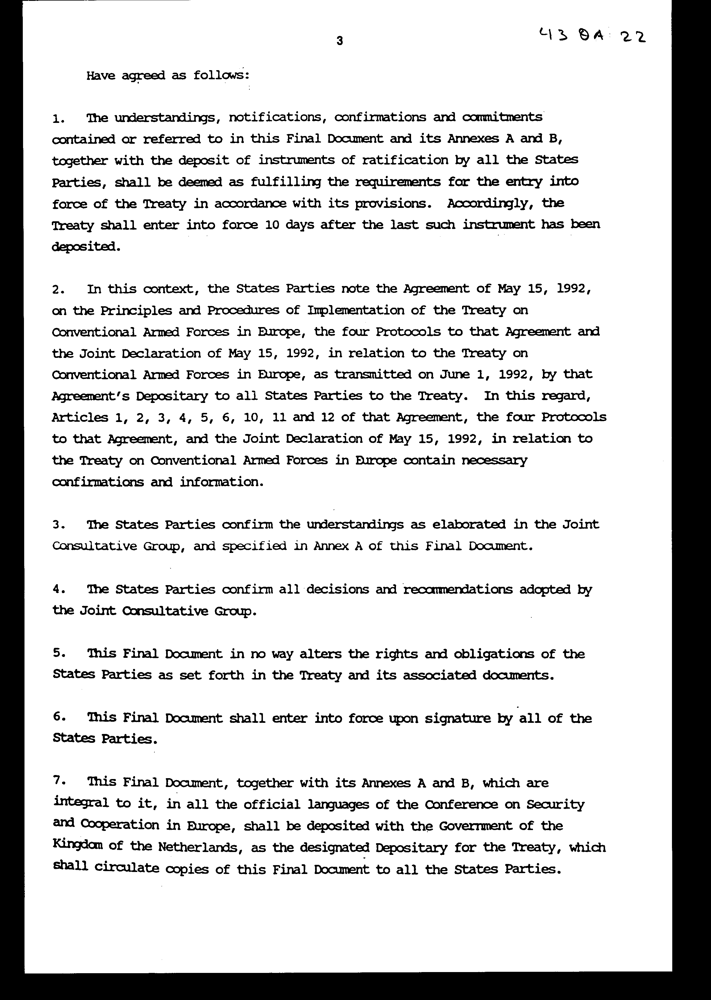 3
43 0A 22
Have agreed as follows:
1. The understandings, notifications, confirmations and commitments
contained or referred to in this Final Document and its Annexes A and B,
together with the deposit of instruments of ratification by all the States
Parties, shall be deemed as fulfilling the requirements for the entry into
force of the Treaty in accordance with its provisions. Accordingly, the
Treaty shall enter into force 10 days after the last such instrument has been
deposited.
2. In this context, the States Parties note the Agreement of May 15, 1992,
on the Principles and Procedures of Implementation of the Treaty on
Conventional Armed Forces in Europe, the four Protocols to that Agreement and
the Joint Declaration of May 15, 1992, in relation to the Treaty on
Conventional Armed Forces in Europe, as transmitted on June 1, 1992, by that
Agreement's Depositary to all States Parties to the Treaty. In this regard,
Articles 1, 2, 3, 4, 5, 6, 10, 11 and 12 of that Agreement, the four Protocols
to that Agreement, and the Joint Declaration of May 15, 1992, in relation to
the Treaty on Conventional Armed Forces in Europe contain necessary
confirmations and information.
3. The States Parties confirm the understandings as elaborated in the Joint
Consultative Group, and specified in Annex A of this Final Document.
4. The States Parties confirm all decisions and recommendations adopted by
the Joint Consultative Group.
5. This Final Document in no way alters the rights and obligations of the
States Parties as set forth in the Treaty and its associated documents.
6. This Final Document shall enter into force upon signature by all of the
States Parties.
7. This Final Document, together with its Annexes A and B, which are
integral to it, in all the official languages of the Conference on Security
and Cooperation in Europe, shall be deposited with the Government of the
Kingdom of the Netherlands, as the designated Depositary for the Treaty, which
shall circulate copies of this Final Document to all the States Parties.